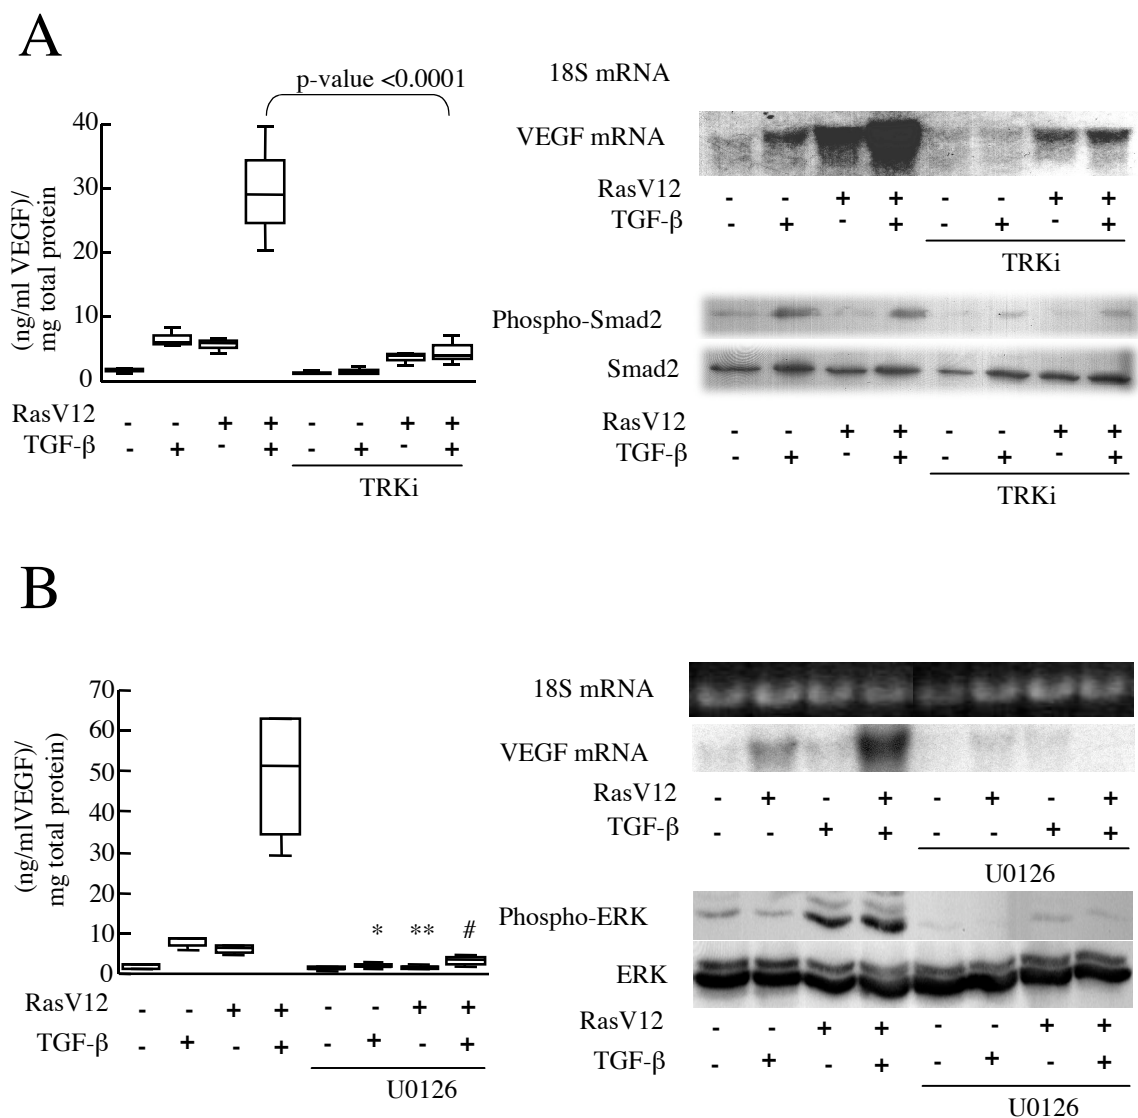 A
p-value <0.0001
40
30
20
10
0
(ng/ml VEGF)/
mg total protein
RasV12 - - + + - - + +
TGF-β - + - + - + - +
TRKi
18S mRNA
VEGF mRNA
RasV12 - - + + - - + +
TGF-β - + - + - + - +
TRKi
Phospho-Smad2
Smad2
RasV12 - - + + - - + +
TGF-β - + - + - + - +
TRKi
B
70
60
50
40
30
20
10
0
(ng/mlVEGF)/
mg total protein)
* ** #
RasV12 - - + + - - + +
TGF-β - + - + - + - +
U0126
18S mRNA
VEGF mRNA
RasV12 - + - + - + - +
TGF-β - - + + - - + +
U0126
Phospho-ERK
ERK
RasV12 - - + + - - + +
TGF-β - + - + - + - +
U0126